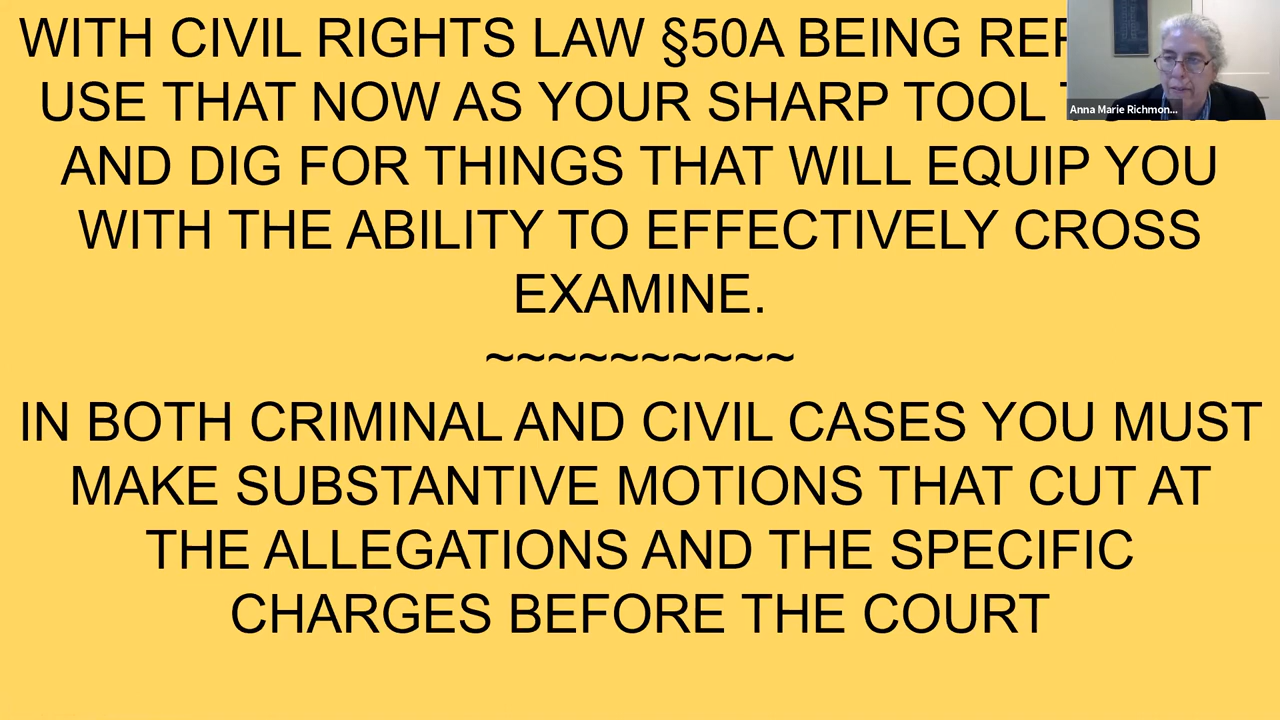 WITH CIVIL RIGHTS LAW §50A BEING
USE THAT NOW AS YOUR SHARP TOOL
AND DIG FOR THINGS THAT WILL EQUIP YOU
WITH THE ABILITY TO EFFECTIVELY CROSS
EXAMINE.
~~~~~~~~~~
IN BOTH CRIMINAL AND CIVIL CASES YOU MUST
MAKE SUBSTANTIVE MOTIONS THAT CUT AT
THE ALLEGATIONS AND THE SPECIFIC
CHARGES BEFORE THE COURT
Anna Marie Richmon...